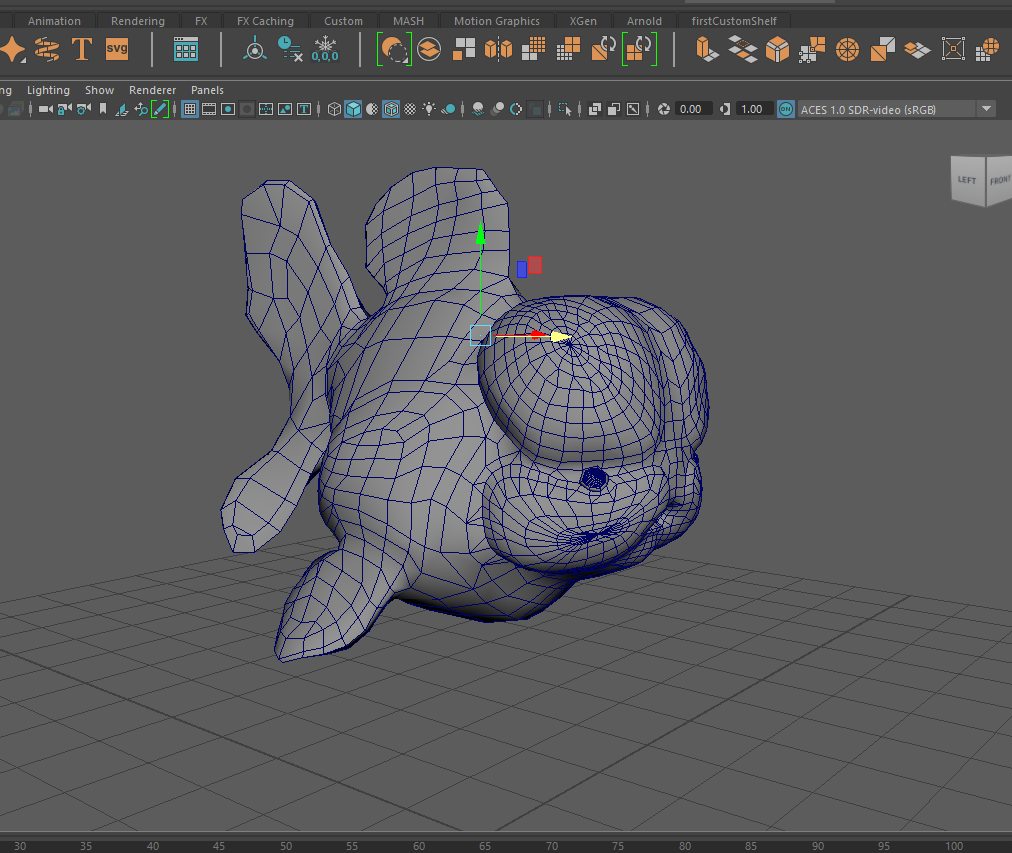 Animation Rendering FX FX Caching Custom MASH Motion Graphics XGen Arnold firstCustomShelf
T svg 0,0,0
ng Lighting Show Renderer Panels
0.00 1.00 ON ACES 1.0 SDR-video (sRGB)
LEFT FRONT
30 35 40 45 50 55 60 65 70 75 80 85 90 95 100